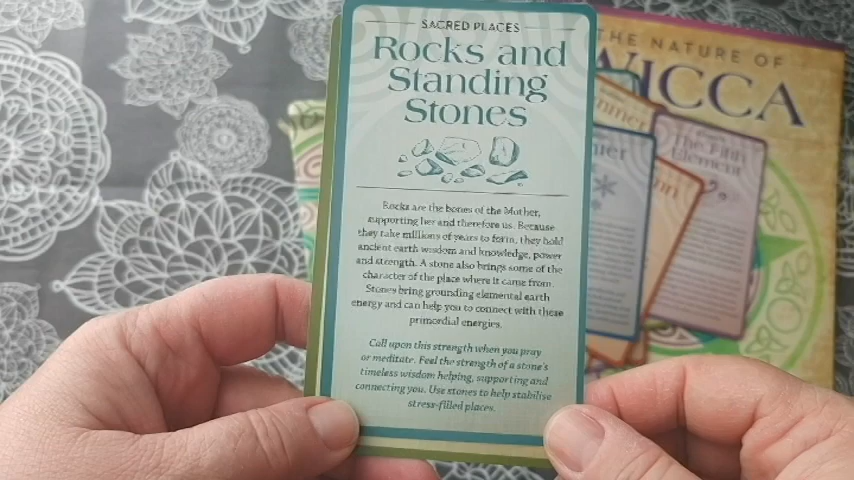 SACRED PLACES
Rocks and
Standing
Stones
Rocks are the bones of the Mother,
supporting her and therefore us. Because
they take millions of years to form, they hold
ancient earth wisdom and knowledge, power
and strength. A stone also brings some of the
character of the place where it came from.
Stones bring grounding elemental earth
energy and can help you to connect with these
primordial energies.
Call upon this strength when you pray
or meditate. Feel the strength of a stone's
timeless wisdom helping, supporting and
connecting you. Use stones to help stabilise
stress-filled places.
THE NATURE OF
WICCA
The Fifth
Element